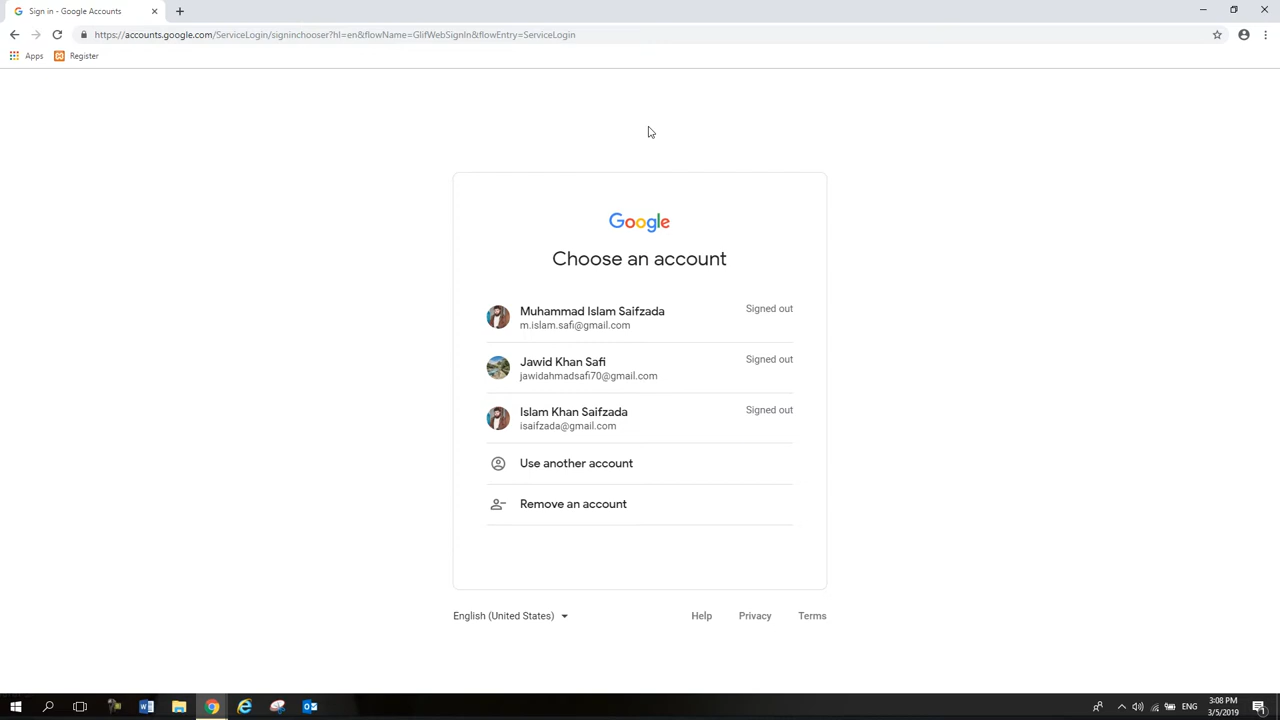 Sign in - Google Accounts
https://accounts.google.com/ServiceLogin/signinchooser?hl=en&flowName=GlifWebSignIn&flowEntry=ServiceLogin
Apps
Register
Google
Choose an account
Muhammad Islam Saifzada
Signed out
m.islam.safi@gmail.com
Jawid Khan Safi
Signed out
jawidahmadsafi70@gmail.com
Islam Khan Saifzada
Signed out
isaifzada@gmail.com
Use another account
Remove an account
English (United States)
Help
Privacy
Terms
ENG
3:08 PM
3/5/2019